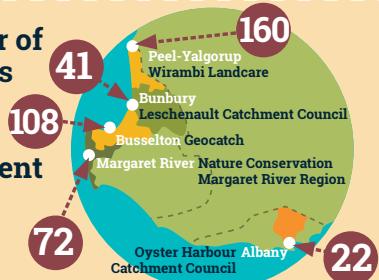 r of
s
ent
160
41
108
72
22
Peel-Yalgorup
Wirambi Landcare
Bunbury
Leschenault Catchment Council
Busselton Geocatch
Margaret River Nature Conservation
Margaret River Region
Oyster Harbour Albany
Catchment Council